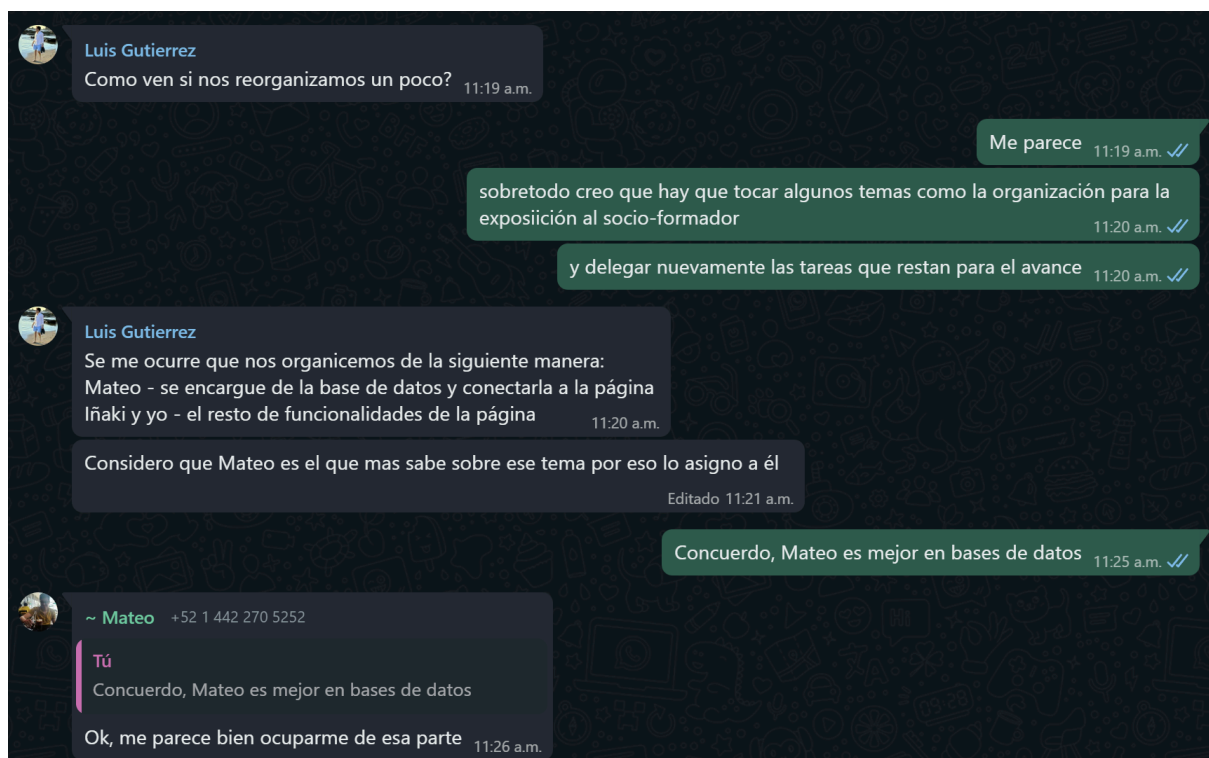 Luis Gutierrez
Como ven si nos reorganizamos un poco?
11:19 a.m.
Me parece
11:19 a.m.
sobretodo creo que hay que tocar algunos temas como la organización para la
exposiición al socio-formador
11:20 a.m.
y delegar nuevamente las tareas que restan para el avance
11:20 a.m.
Luis Gutierrez
Se me ocurre que nos organicemos de la siguiente manera:
Mateo - se encargue de la base de datos y conectarla a la página
Iñaki y yo - el resto de funcionalidades de la página
11:20 a.m.
Considero que Mateo es el que mas sabe sobre ese tema por eso lo asigno a él
Editado 11:21 a.m.
Concuerdo, Mateo es mejor en bases de datos
11:25 a.m.
~ Mateo +52 1 442 270 5252
Tú
Concuerdo, Mateo es mejor en bases de datos
Ok, me parece bien ocuparme de esa parte
11:26 a.m.